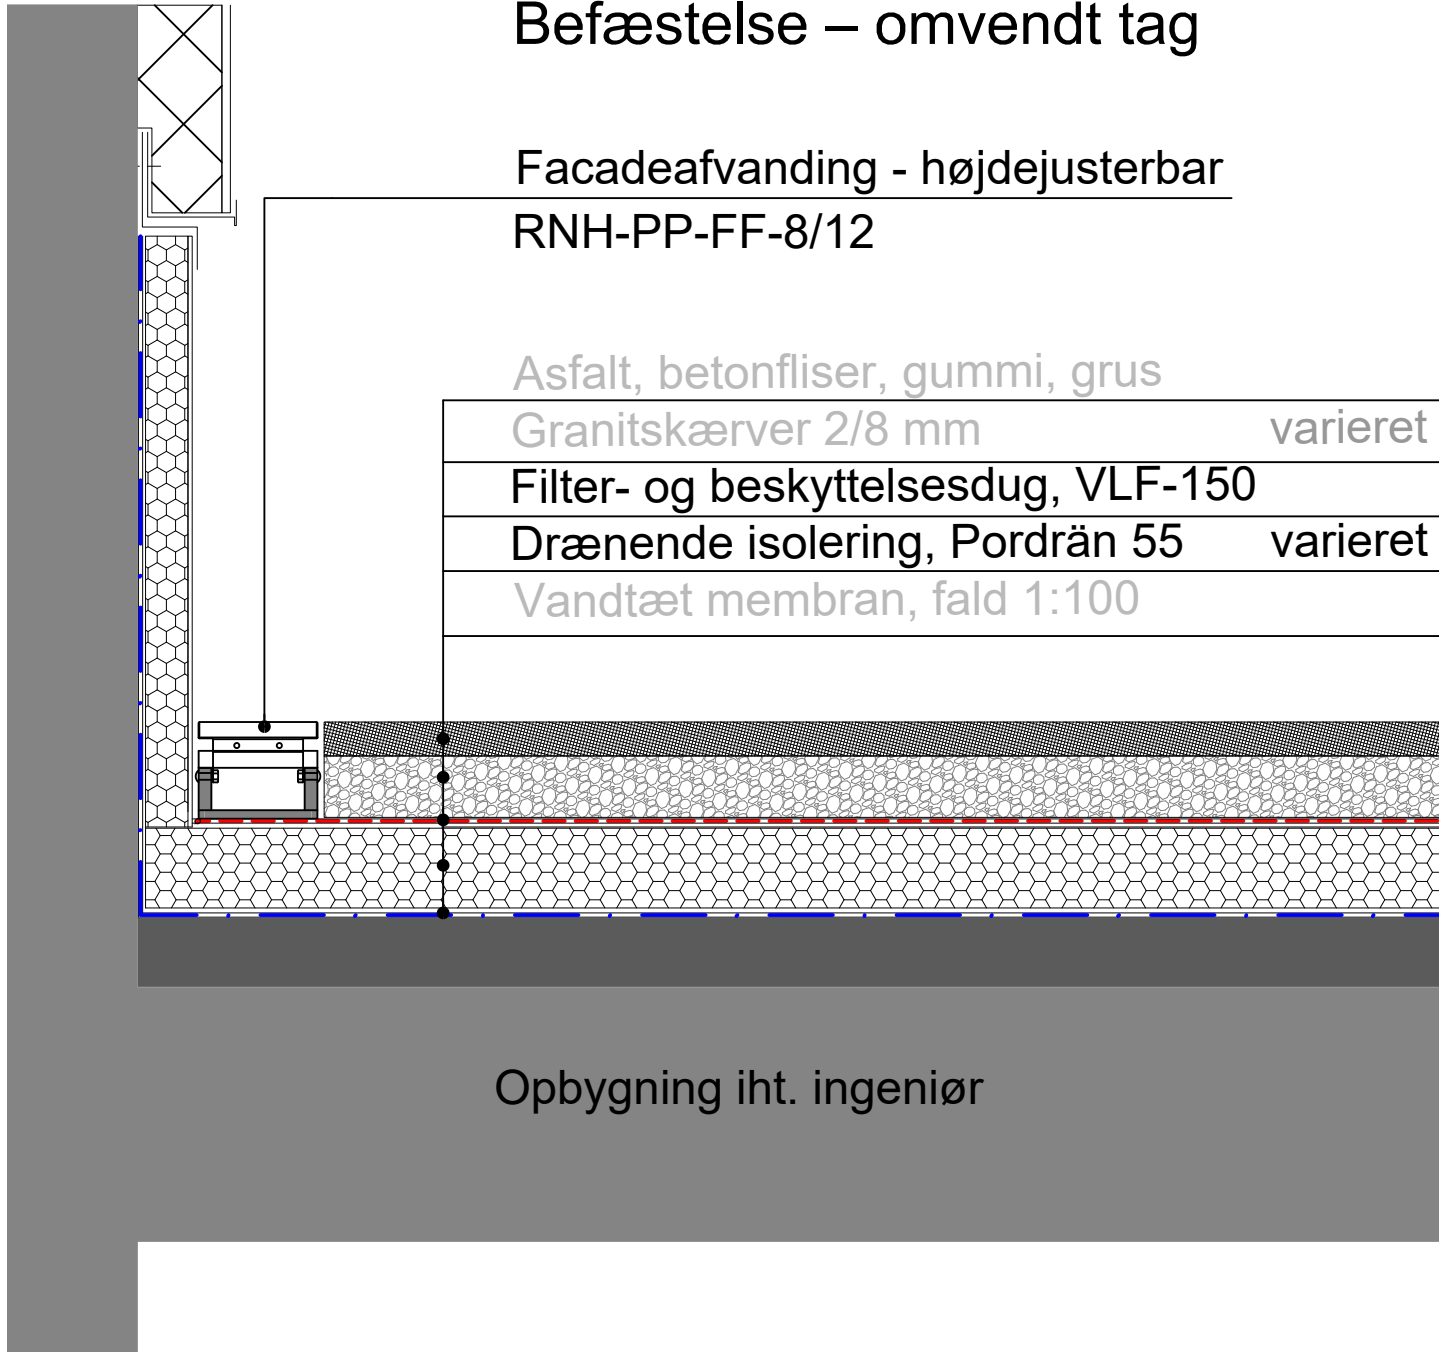 Befæstelse – omvendt tag
Facadeafvanding - højdejusterbar
RNH-PP-FF-8/12
Asfalt, betonfliser, gummi, grus
Granitskærver 2/8 mm varieret
Filter- og beskyttelsesdug, VLF-150
Drænende isolering, Pordrän 55 varieret
Vandtæt membran, fald 1:100
Opbygning iht. ingeniør